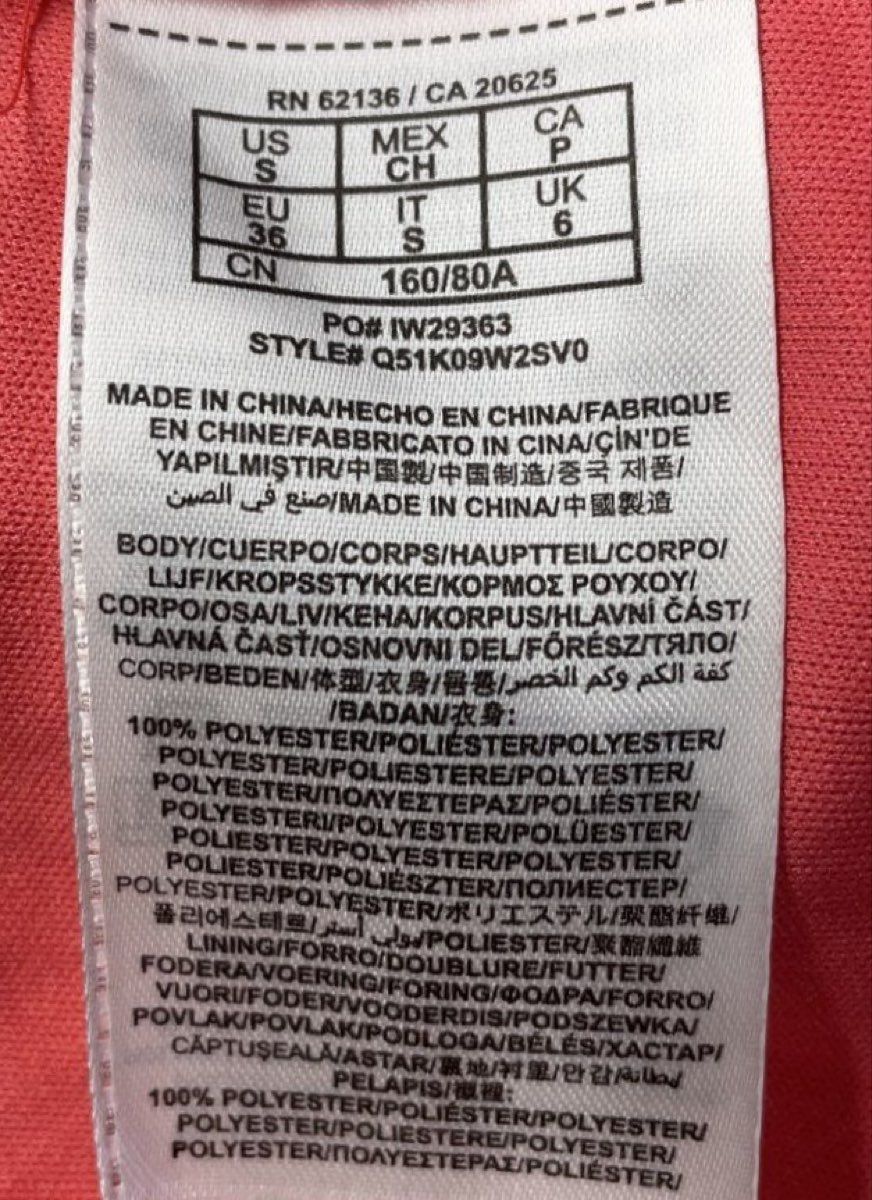 RN 62136 / CA 20625
US MEX CA
S CH P
EU IT UK
36 S 6
CN 160/80A
PO# IW29363
STYLE# Q51K09W2SV0
MADE IN CHINA/HECHO EN CHINA/FABRIQUE
EN CHINE/FABBRICATO IN CINA/ÇİN'DE
YAPILMIŞTIR/中国製/中国制造/중국 제폼/
صنع في الصين/MADE IN CHINA/中國製造
BODY/CUERPO/CORPS/HAUPTTEIL/CORPO/
LIJF/KROPSSTYKKE/ΚΟΡΜΟΣ ΡΟΥΧΟΥ/
CORPO/OSA/LIV/KEHA/KORPUS/HLAVNÍ ČÁST/
HLAVNÁ ČASŤ/OSNOVNI DEL/FŐRÉSZ/ТЯЛО/
CORP/BEDEN/体型/衣身/몸통/كفة الكم وكم الخصر
/BADAN/衣身:
100% POLYESTER/POLIÉSTER/POLYESTER/
POLYESTER/POLIESTERE/POLYESTER/
POLYESTER/ΠΟΛΥΕΣΤΕΡΑΣ/POLIÉSTER/
POLYESTERI/POLYESTER/POLÜESTER/
POLIESTER/POLYESTER/POLYESTER/
POLIESTER/POLIÉSZTER/ПОЛИЕСТЕР/
POLYESTER/POLYESTER/ポリエステル/聚酯纤维/
폴리에스테르/بولي أستر/POLIESTER/聚酯纖維
LINING/FORRO/DOUBLURE/FUTTER/
FODERA/VOERING/FORING/ΦΟΔΡΑ/FORRO/
VUORI/FODER/VOODERDIS/PODSZEWKA/
POVLAK/POVLAK/PODLOGA/BÉLÉS/ХАСТАР/
CĂPTUŞEALĂ/ASTAR/裏地/衬里/안감/بطانة/
PELAPIS/襯裡:
100% POLYESTER/POLIÉSTER/POLYESTER/
POLYESTER/POLIESTERE/POLYESTER/
POLYESTER/ΠΟΛΥΕΣΤΕΡΑΣ/POLIÉSTER/